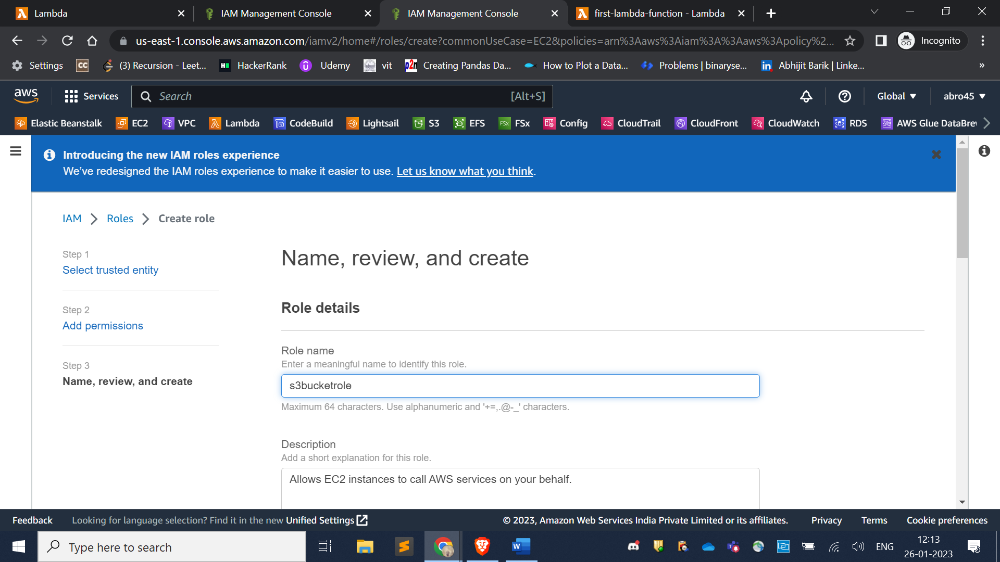 Lambda
IAM Management Console
IAM Management Console
first-lambda-function - Lambda
us-east-1.console.aws.amazon.com/iamv2/home#/roles/create?commonUseCase=EC2&policies=arn%3Aaws%3Aiam%3A%3Aaws%3Apolicy%2...
Incognito
Settings
CC
(3) Recursion - Leet...
HackerRank
Udemy
vit
p2n
Creating Pandas Da...
How to Plot a Data...
Problems | binaryse...
in
Abhijit Barik | Linke...
»
aws
Services
Search
[Alt+S]
Global
abro45
Elastic Beanstalk
EC2
VPC
Lambda
CodeBuild
Lightsail
S3
EFS
FSx
FSx
Config
CloudTrail
CloudFront
CloudWatch
RDS
AWS Glue DataBrew
Introducing the new IAM roles experience
We've redesigned the IAM roles experience to make it easier to use. Let us know what you think.
IAM
Roles
Create role
Step 1
Select trusted entity
Step 2
Add permissions
Step 3
Name, review, and create
Name, review, and create
Role details
Role name
Enter a meaningful name to identify this role.
s3bucketrole
Maximum 64 characters. Use alphanumeric and '+=,.@-_' characters.
Description
Add a short explanation for this role.
Allows EC2 instances to call AWS services on your behalf.
Feedback
Looking for language selection? Find it in the new Unified Settings
© 2023, Amazon Web Services India Private Limited or its affiliates.
Privacy
Terms
Cookie preferences
Type here to search
W
ENG
12:13
26-01-2023